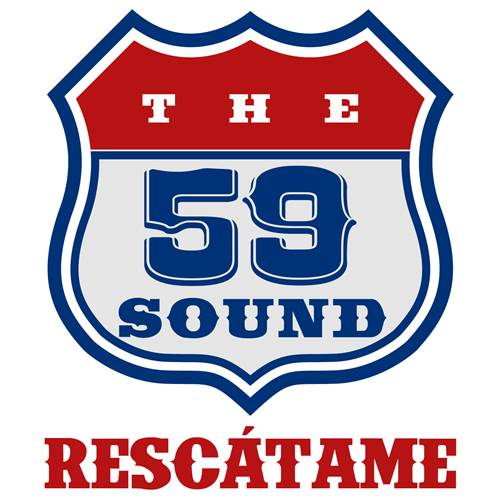 THE
59
SOUND
RESCÁTAME